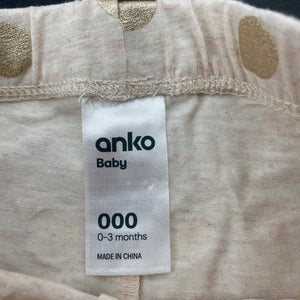 anko
Baby
000
0-3 months
MADE IN CHINA